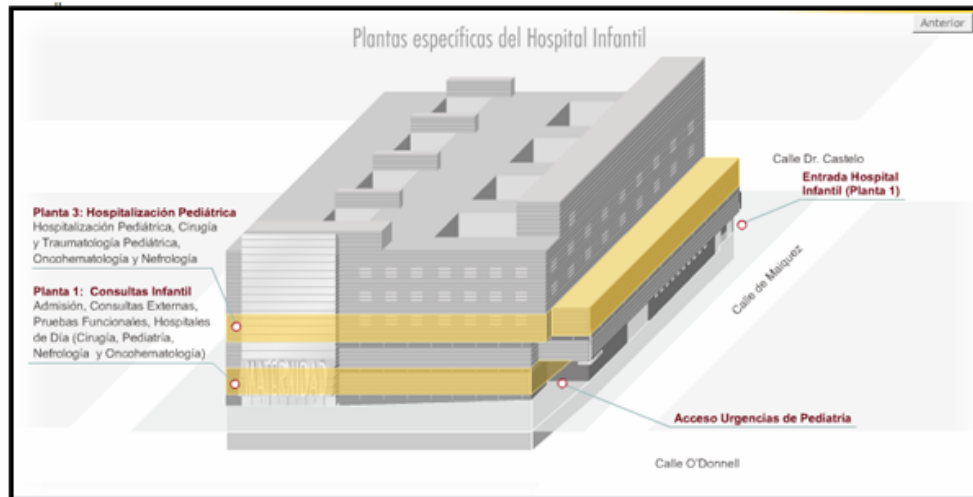 Anterior
Plantas específicas del Hospital Infantil
Calle Dr. Castelo
Entrada Hospital
Infantil (Planta 1)
Planta 3: Hospitalización Pediátrica
Hospitalización Pediátrica, Cirugía
y Traumatología Pediátrica,
Oncohematología y Nefrología
Calle de Maiquez
Planta 1: Consultas Infantil
Admisión, Consultas Externas,
Pruebas Funcionales, Hospitales
de Día (Cirugía, Pediatría,
Nefrología y Oncohematología)
Acceso Urgencias de Pediatría
Calle O'Donnell